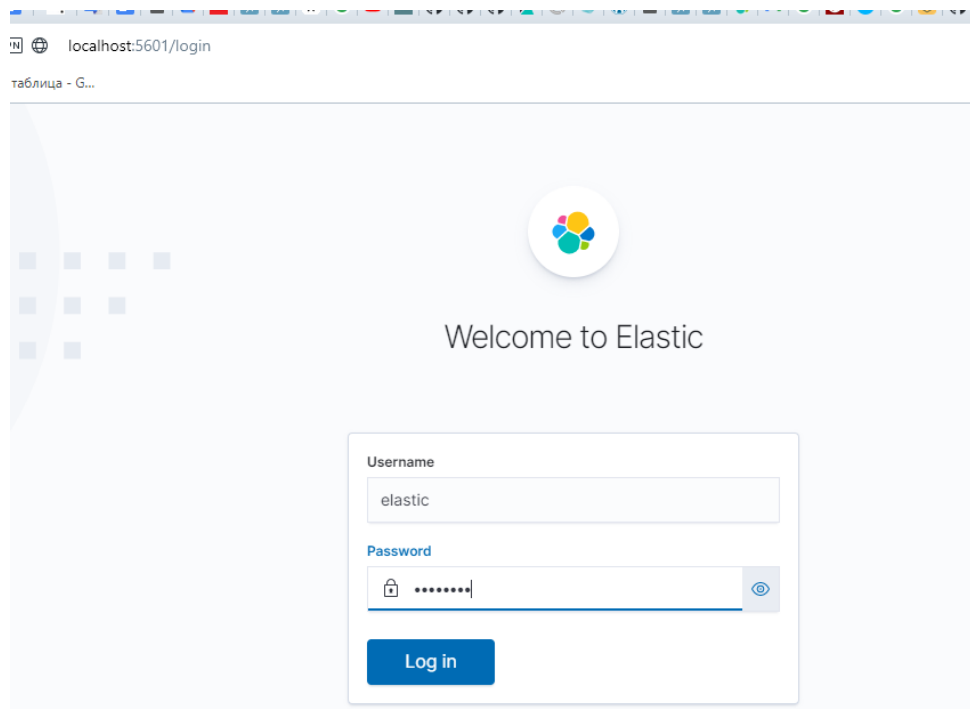 localhost:5601/login
таблица - G...
Welcome to Elastic
Username
elastic
Password
••••••••
Log in